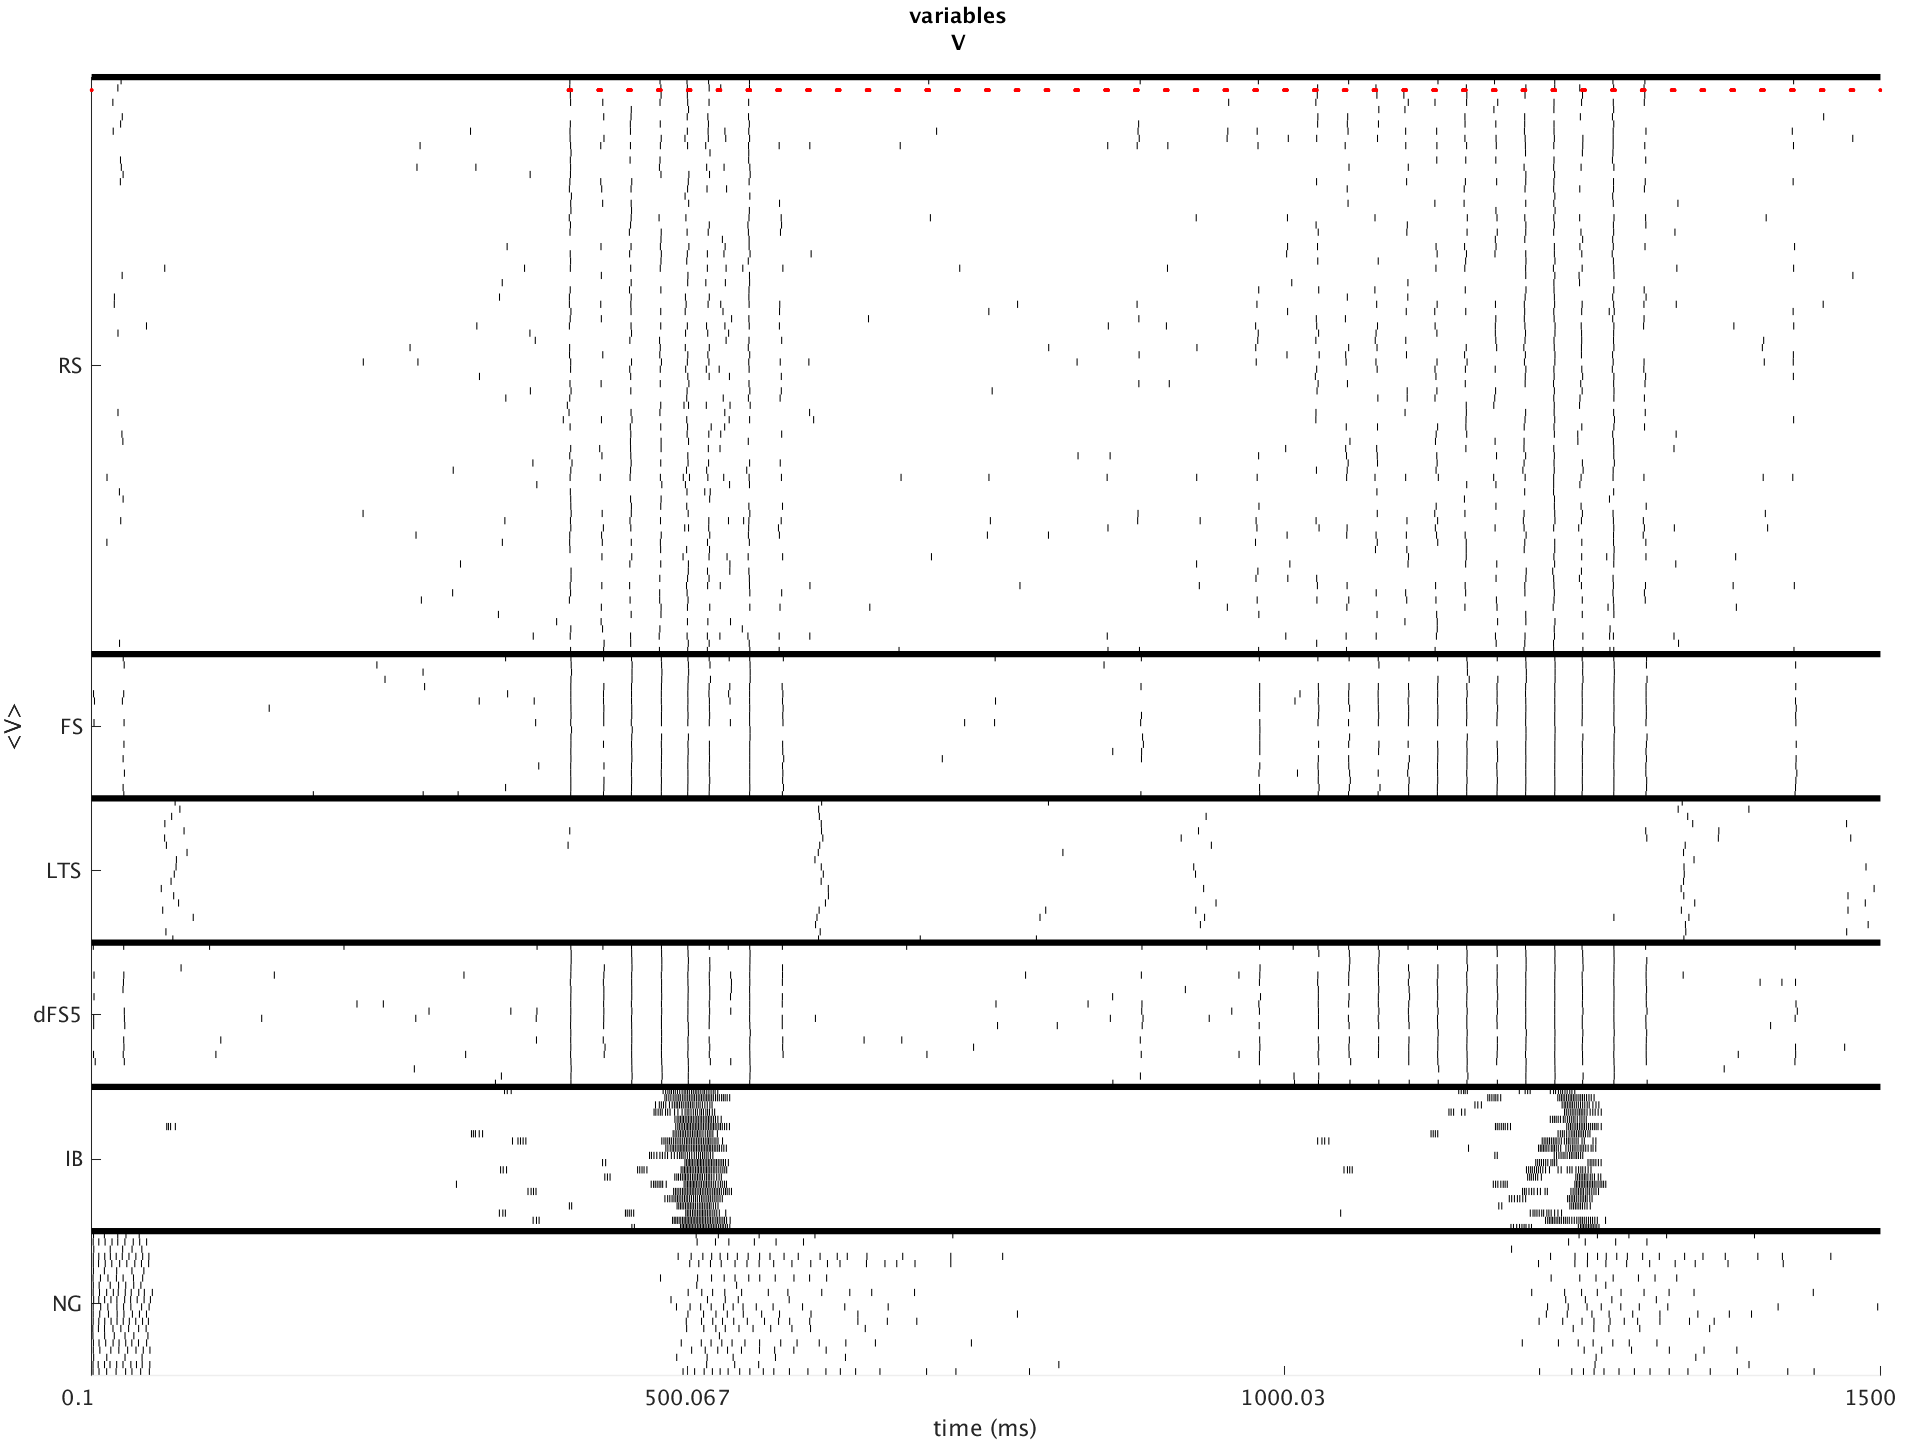 variables
V
RS
FS
<V>
LTS
dFS5
IB
NG
0.1
500.067
1000.03
1500
time (ms)